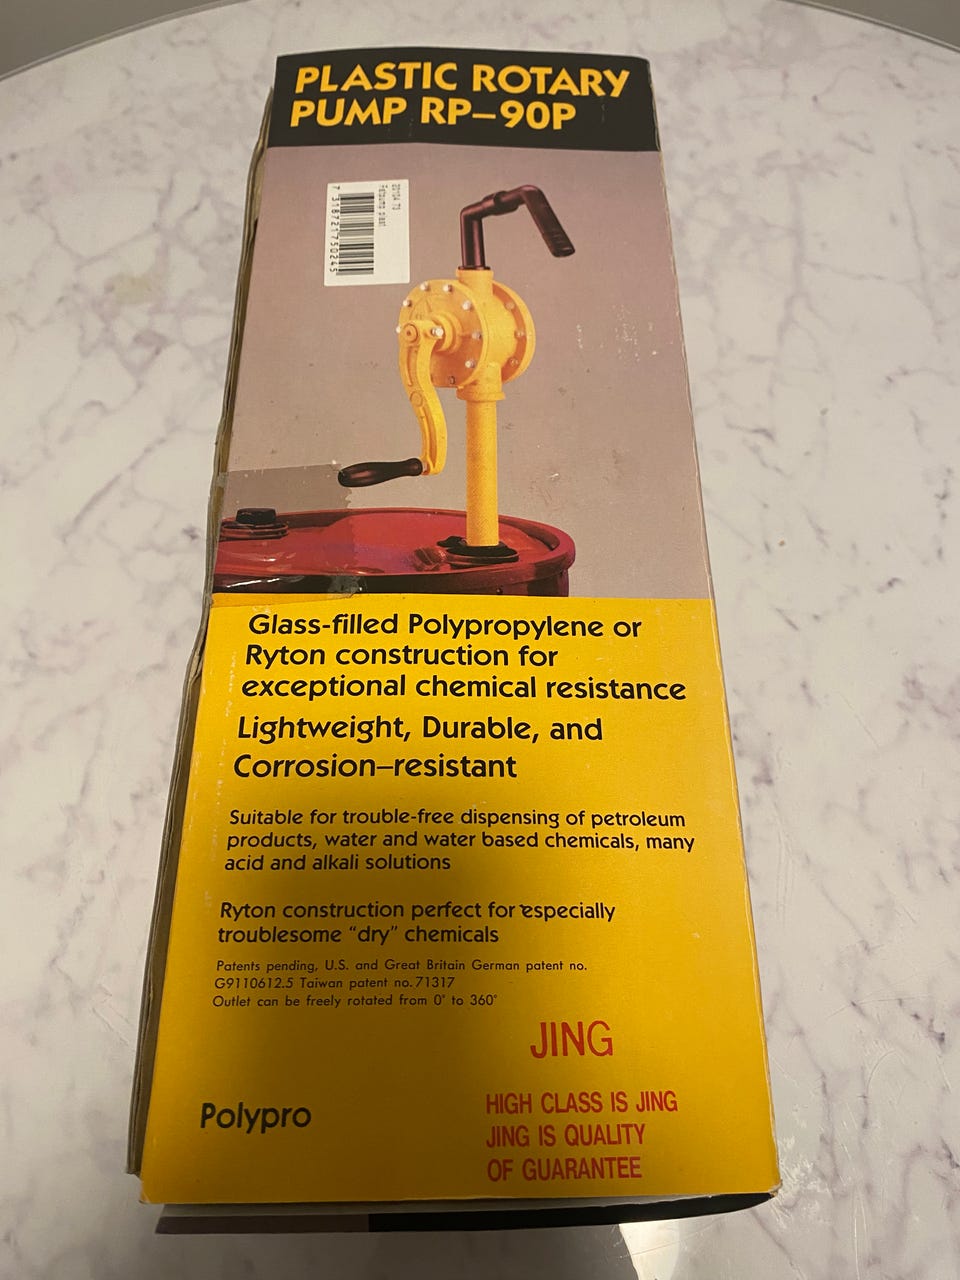 PLASTIC ROTARY
PUMP RP-90P
7 318721 750245
Glass-filled Polypropylene or
Ryton construction for
exceptional chemical resistance
Lightweight, Durable, and
Corrosion-resistant
Suitable for trouble-free dispensing of petroleum
products, water and water based chemicals, many
acid and alkali solutions
Ryton construction perfect for especially
troublesome "dry" chemicals
Patents pending, U.S. and Great Britain German patent no.
G9110612.5 Taiwan patent no. 71317
Outlet can be freely rotated from 0° to 360°
JING
Polypro
HIGH CLASS IS JING
JING IS QUALITY
OF GUARANTEE